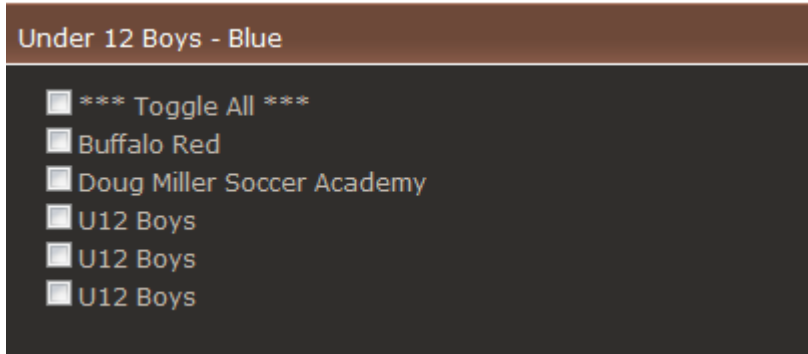 Under 12 Boys - Blue
*** Toggle All ***
Buffalo Red
Doug Miller Soccer Academy
U12 Boys
U12 Boys
U12 Boys